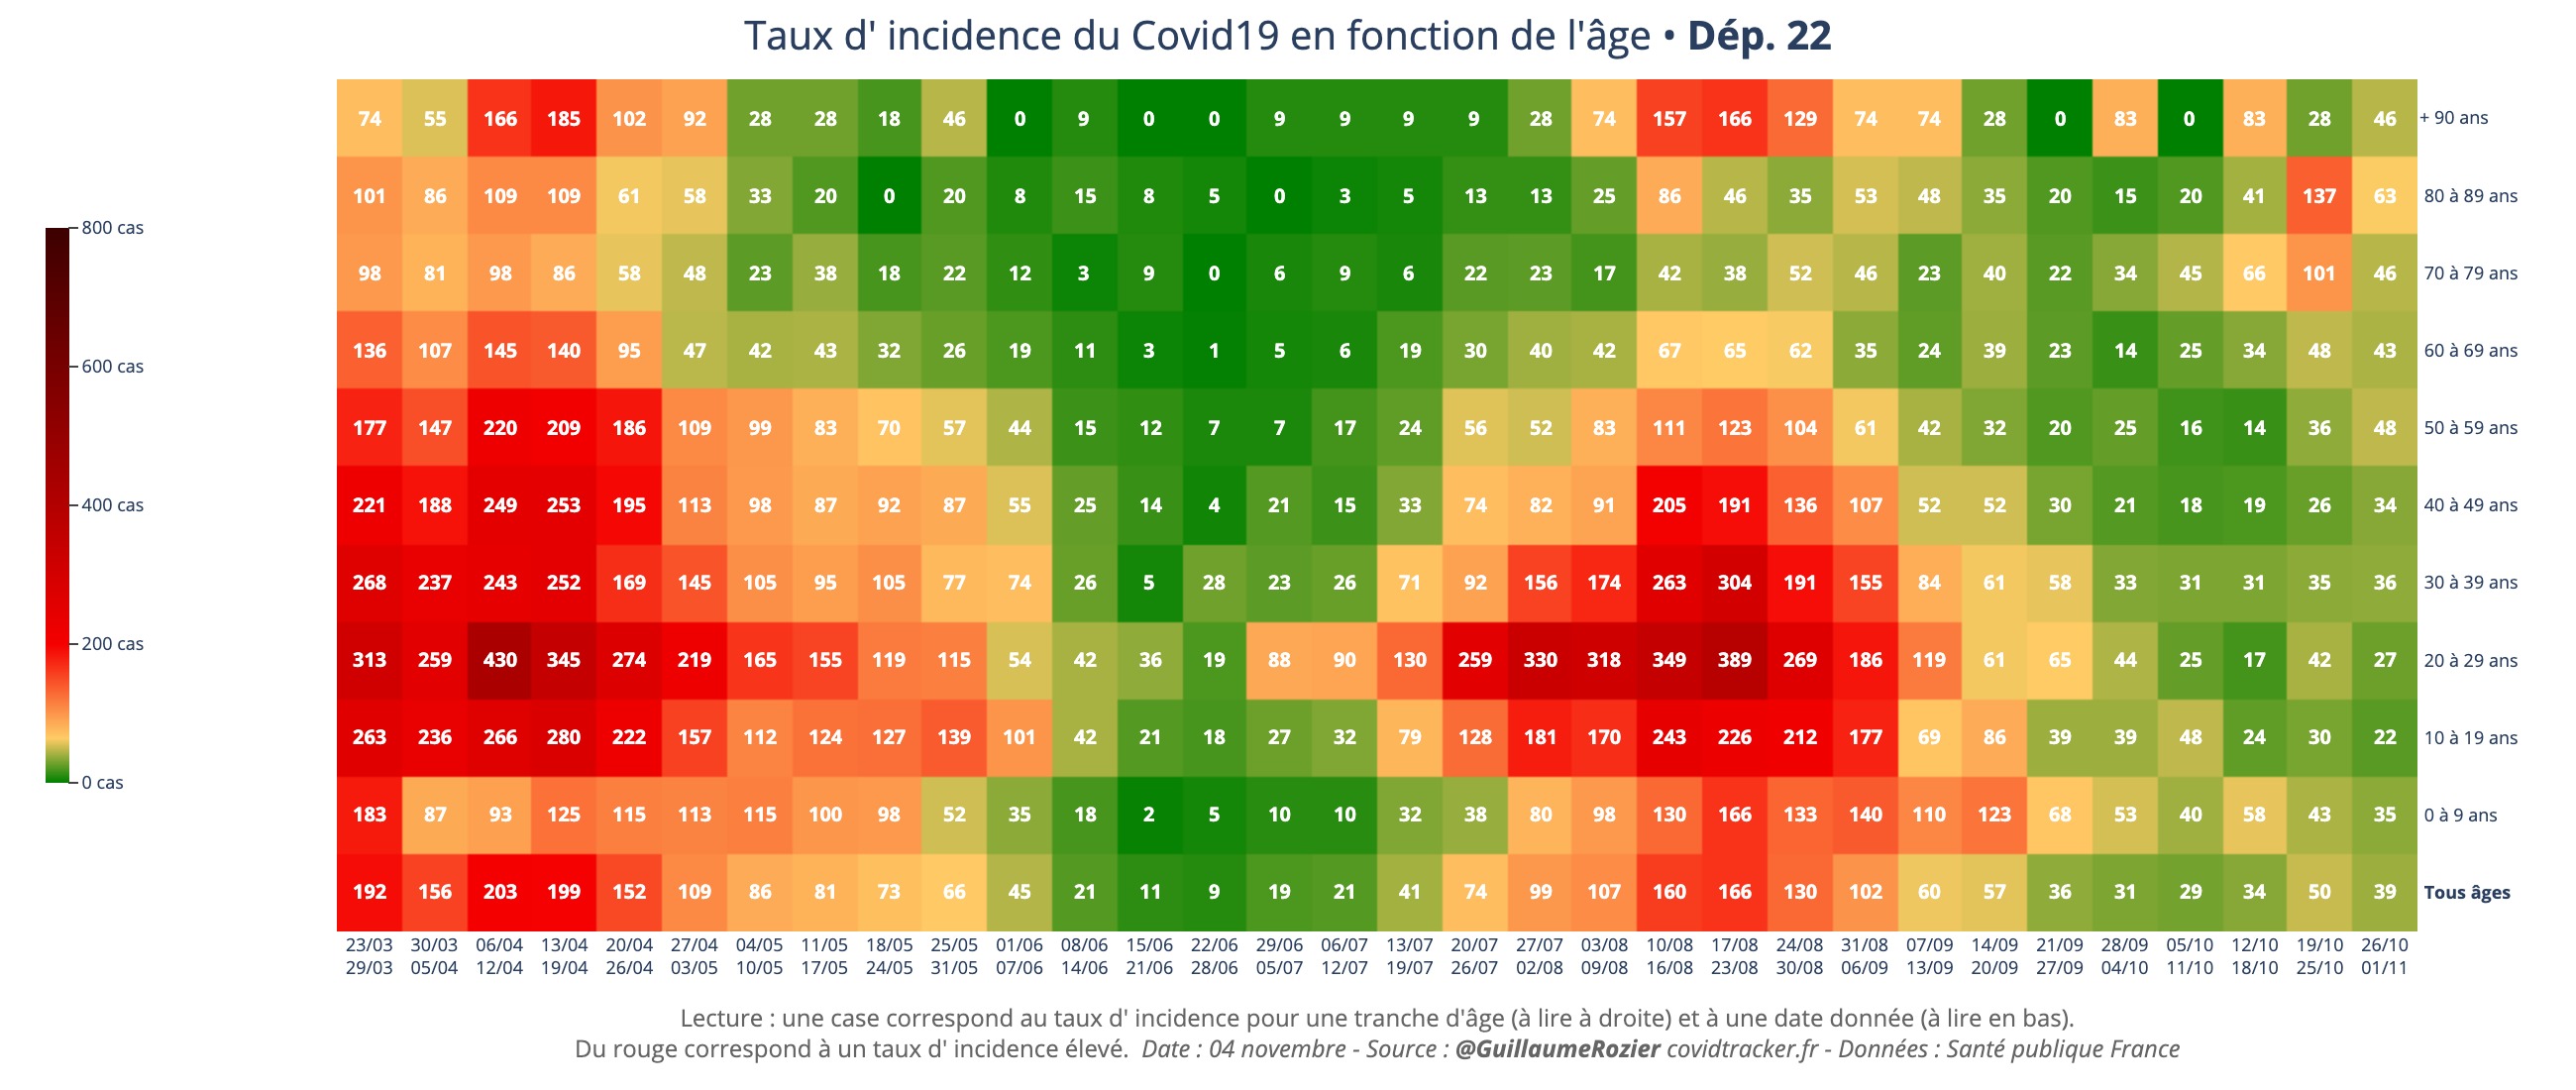 Taux d' incidence du Covid19 en fonction de l'âge • Dép. 22
800 cas
600 cas
400 cas
200 cas
0 cas
74 55 166 185 102 92 28 28 18 46 0 9 0 0 9 9 9 9 28 74 157 166 129 74 74 28 0 83 0 83 28 46 + 90 ans
101 86 109 109 61 58 33 20 0 20 8 15 8 5 0 3 5 13 13 25 86 46 35 53 48 35 20 15 20 41 137 63 80 à 89 ans
98 81 98 86 58 48 23 38 18 22 12 3 9 0 6 9 6 22 23 17 42 38 52 46 23 40 22 34 45 66 101 46 70 à 79 ans
136 107 145 140 95 47 42 43 32 26 19 11 3 1 5 6 19 30 40 42 67 65 62 35 24 39 23 14 25 34 48 43 60 à 69 ans
177 147 220 209 186 109 99 83 70 57 44 15 12 7 7 17 24 56 52 83 111 123 104 61 42 32 20 25 16 14 36 48 50 à 59 ans
221 188 249 253 195 113 98 87 92 87 55 25 14 4 21 15 33 74 82 91 205 191 136 107 52 52 30 21 18 19 26 34 40 à 49 ans
268 237 243 252 169 145 105 95 105 77 74 26 5 28 23 26 71 92 156 174 263 304 191 155 84 61 58 33 31 31 35 36 30 à 39 ans
313 259 430 345 274 219 165 155 119 115 54 42 36 19 88 90 130 259 330 318 349 389 269 186 119 61 65 44 25 17 42 27 20 à 29 ans
263 236 266 280 222 157 112 124 127 139 101 42 21 18 27 32 79 128 181 170 243 226 212 177 69 86 39 39 48 24 30 22 10 à 19 ans
183 87 93 125 115 113 115 100 98 52 35 18 2 5 10 10 32 38 80 98 130 166 133 140 110 123 68 53 40 58 43 35 0 à 9 ans
192 156 203 199 152 109 86 81 73 66 45 21 11 9 19 21 41 74 99 107 160 166 130 102 60 57 36 31 29 34 50 39 Tous âges
23/03 30/03 06/04 13/04 20/04 27/04 04/05 11/05 18/05 25/05 01/06 08/06 15/06 22/06 29/06 06/07 13/07 20/07 27/07 03/08 10/08 17/08 24/08 31/08 07/09 14/09 21/09 28/09 05/10 12/10 19/10 26/10
29/03 05/04 12/04 19/04 26/04 03/05 10/05 17/05 24/05 31/05 07/06 14/06 21/06 28/06 05/07 12/07 19/07 26/07 02/08 09/08 16/08 23/08 30/08 06/09 13/09 20/09 27/09 04/10 11/10 18/10 25/10 01/11
Lecture : une case correspond au taux d' incidence pour une tranche d'âge (à lire à droite) et à une date donnée (à lire en bas).
Du rouge correspond à un taux d' incidence élevé. Date : 04 novembre - Source : @GuillaumeRozier covidtracker.fr - Données : Santé publique France